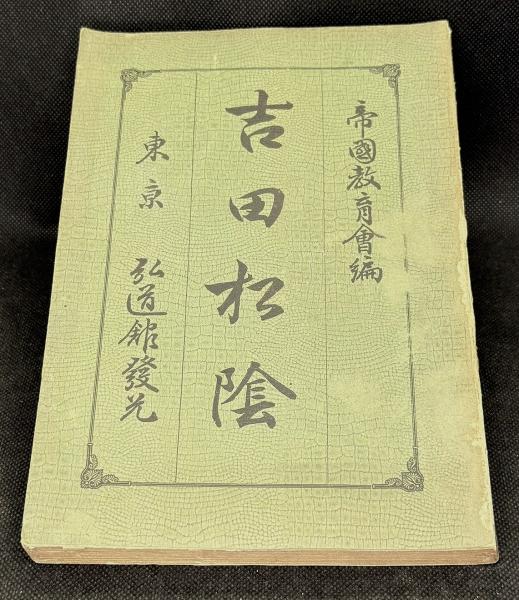 帝國教育會編
吉田松陰
東京 弘道館發兌